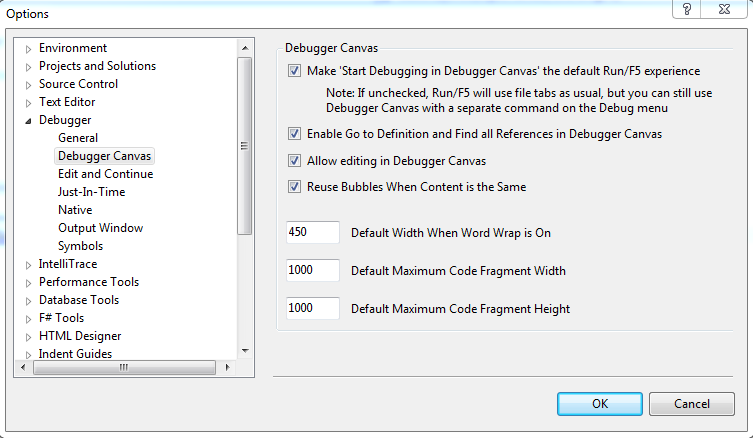 Options
Environment
Projects and Solutions
Source Control
Text Editor
Debugger
General
Debugger Canvas
Edit and Continue
Just-In-Time
Native
Output Window
Symbols
IntelliTrace
Performance Tools
Database Tools
F# Tools
HTML Designer
Indent Guides
Debugger Canvas
Make 'Start Debugging in Debugger Canvas' the default Run/F5 experience
Note: If unchecked, Run/F5 will use file tabs as usual, but you can still use
Debugger Canvas with a separate command on the Debug menu
Enable Go to Definition and Find all References in Debugger Canvas
Allow editing in Debugger Canvas
Reuse Bubbles When Content is the Same
450 Default Width When Word Wrap is On
1000 Default Maximum Code Fragment Width
1000 Default Maximum Code Fragment Height
OK Cancel